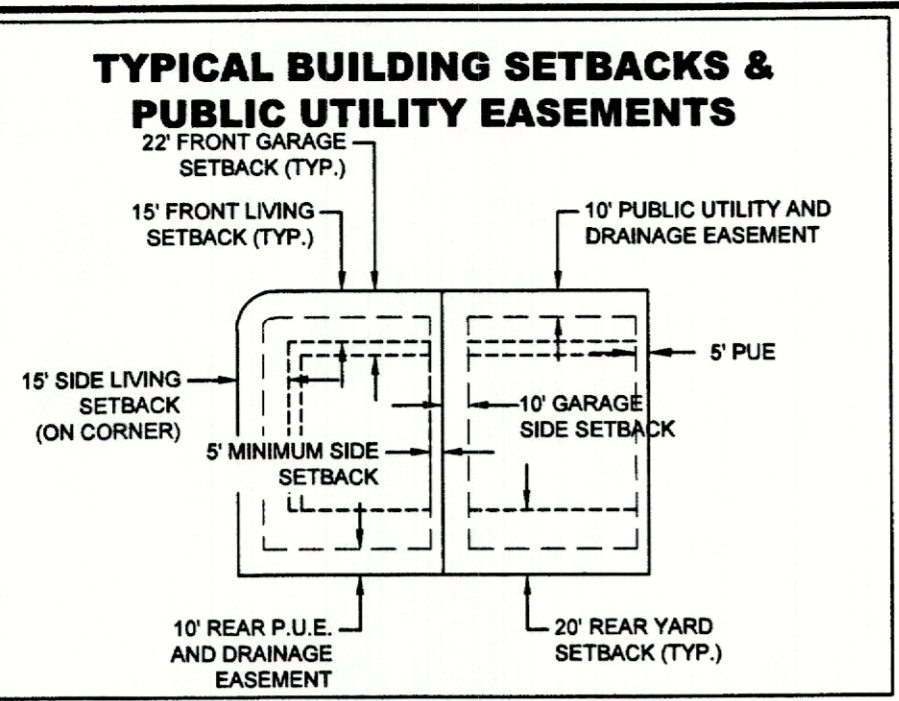 TYPICAL BUILDING SETBACKS &
PUBLIC UTILITY EASEMENTS
22' FRONT GARAGE
SETBACK (TYP.)
15' FRONT LIVING
SETBACK (TYP.)
10' PUBLIC UTILITY AND
DRAINAGE EASEMENT
5' PUE
15' SIDE LIVING
SETBACK
(ON CORNER)
10' GARAGE
SIDE SETBACK
5' MINIMUM SIDE
SETBACK
10' REAR P.U.E.
AND DRAINAGE
EASEMENT
20' REAR YARD
SETBACK (TYP.)